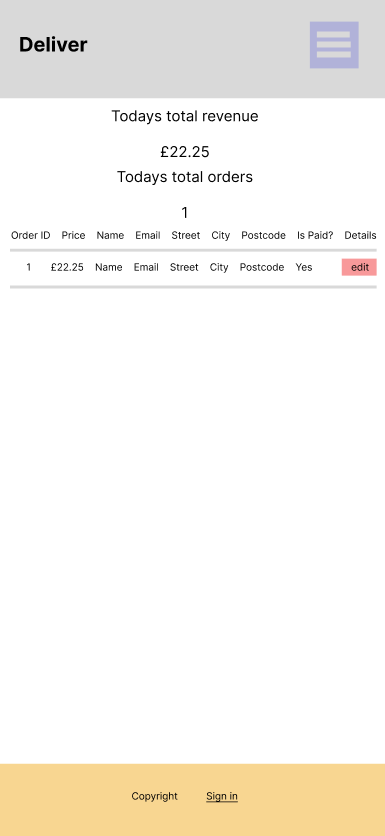 Deliver
Todays total revenue
£22.25
Todays total orders
1
Order ID Price Name Email Street City Postcode Is Paid? Details
1 £22.25 Name Email Street City Postcode Yes edit
Copyright Sign in